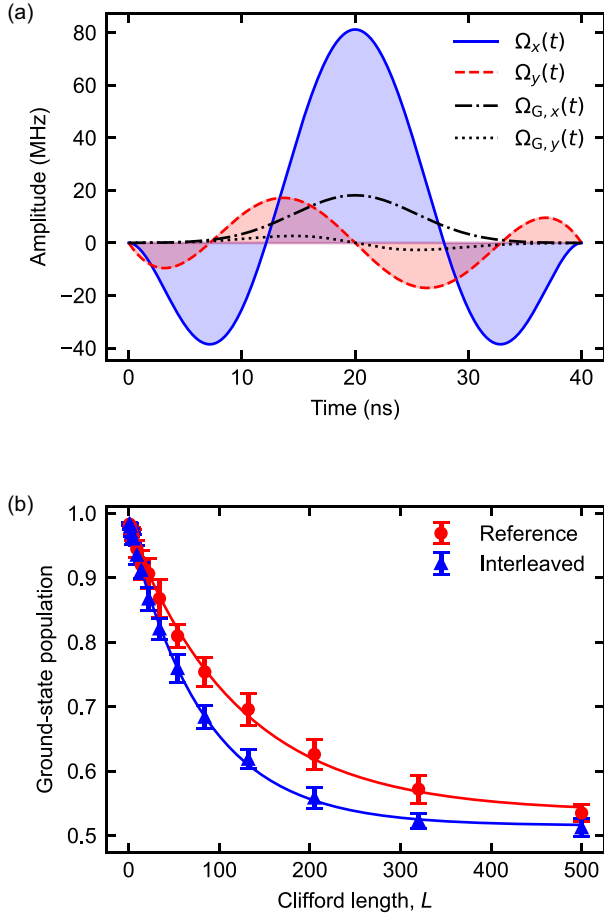 (a)
80
60
40
20
0
−20
−40
Amplitude (MHz)
Ωx(t)
Ωy(t)
ΩG, x(t)
ΩG, y(t)
0
10
20
30
40
Time (ns)
(b)
1.0
0.9
0.8
0.7
0.6
0.5
Ground-state population
Reference
Interleaved
0
100
200
300
400
500
Clifford length, L